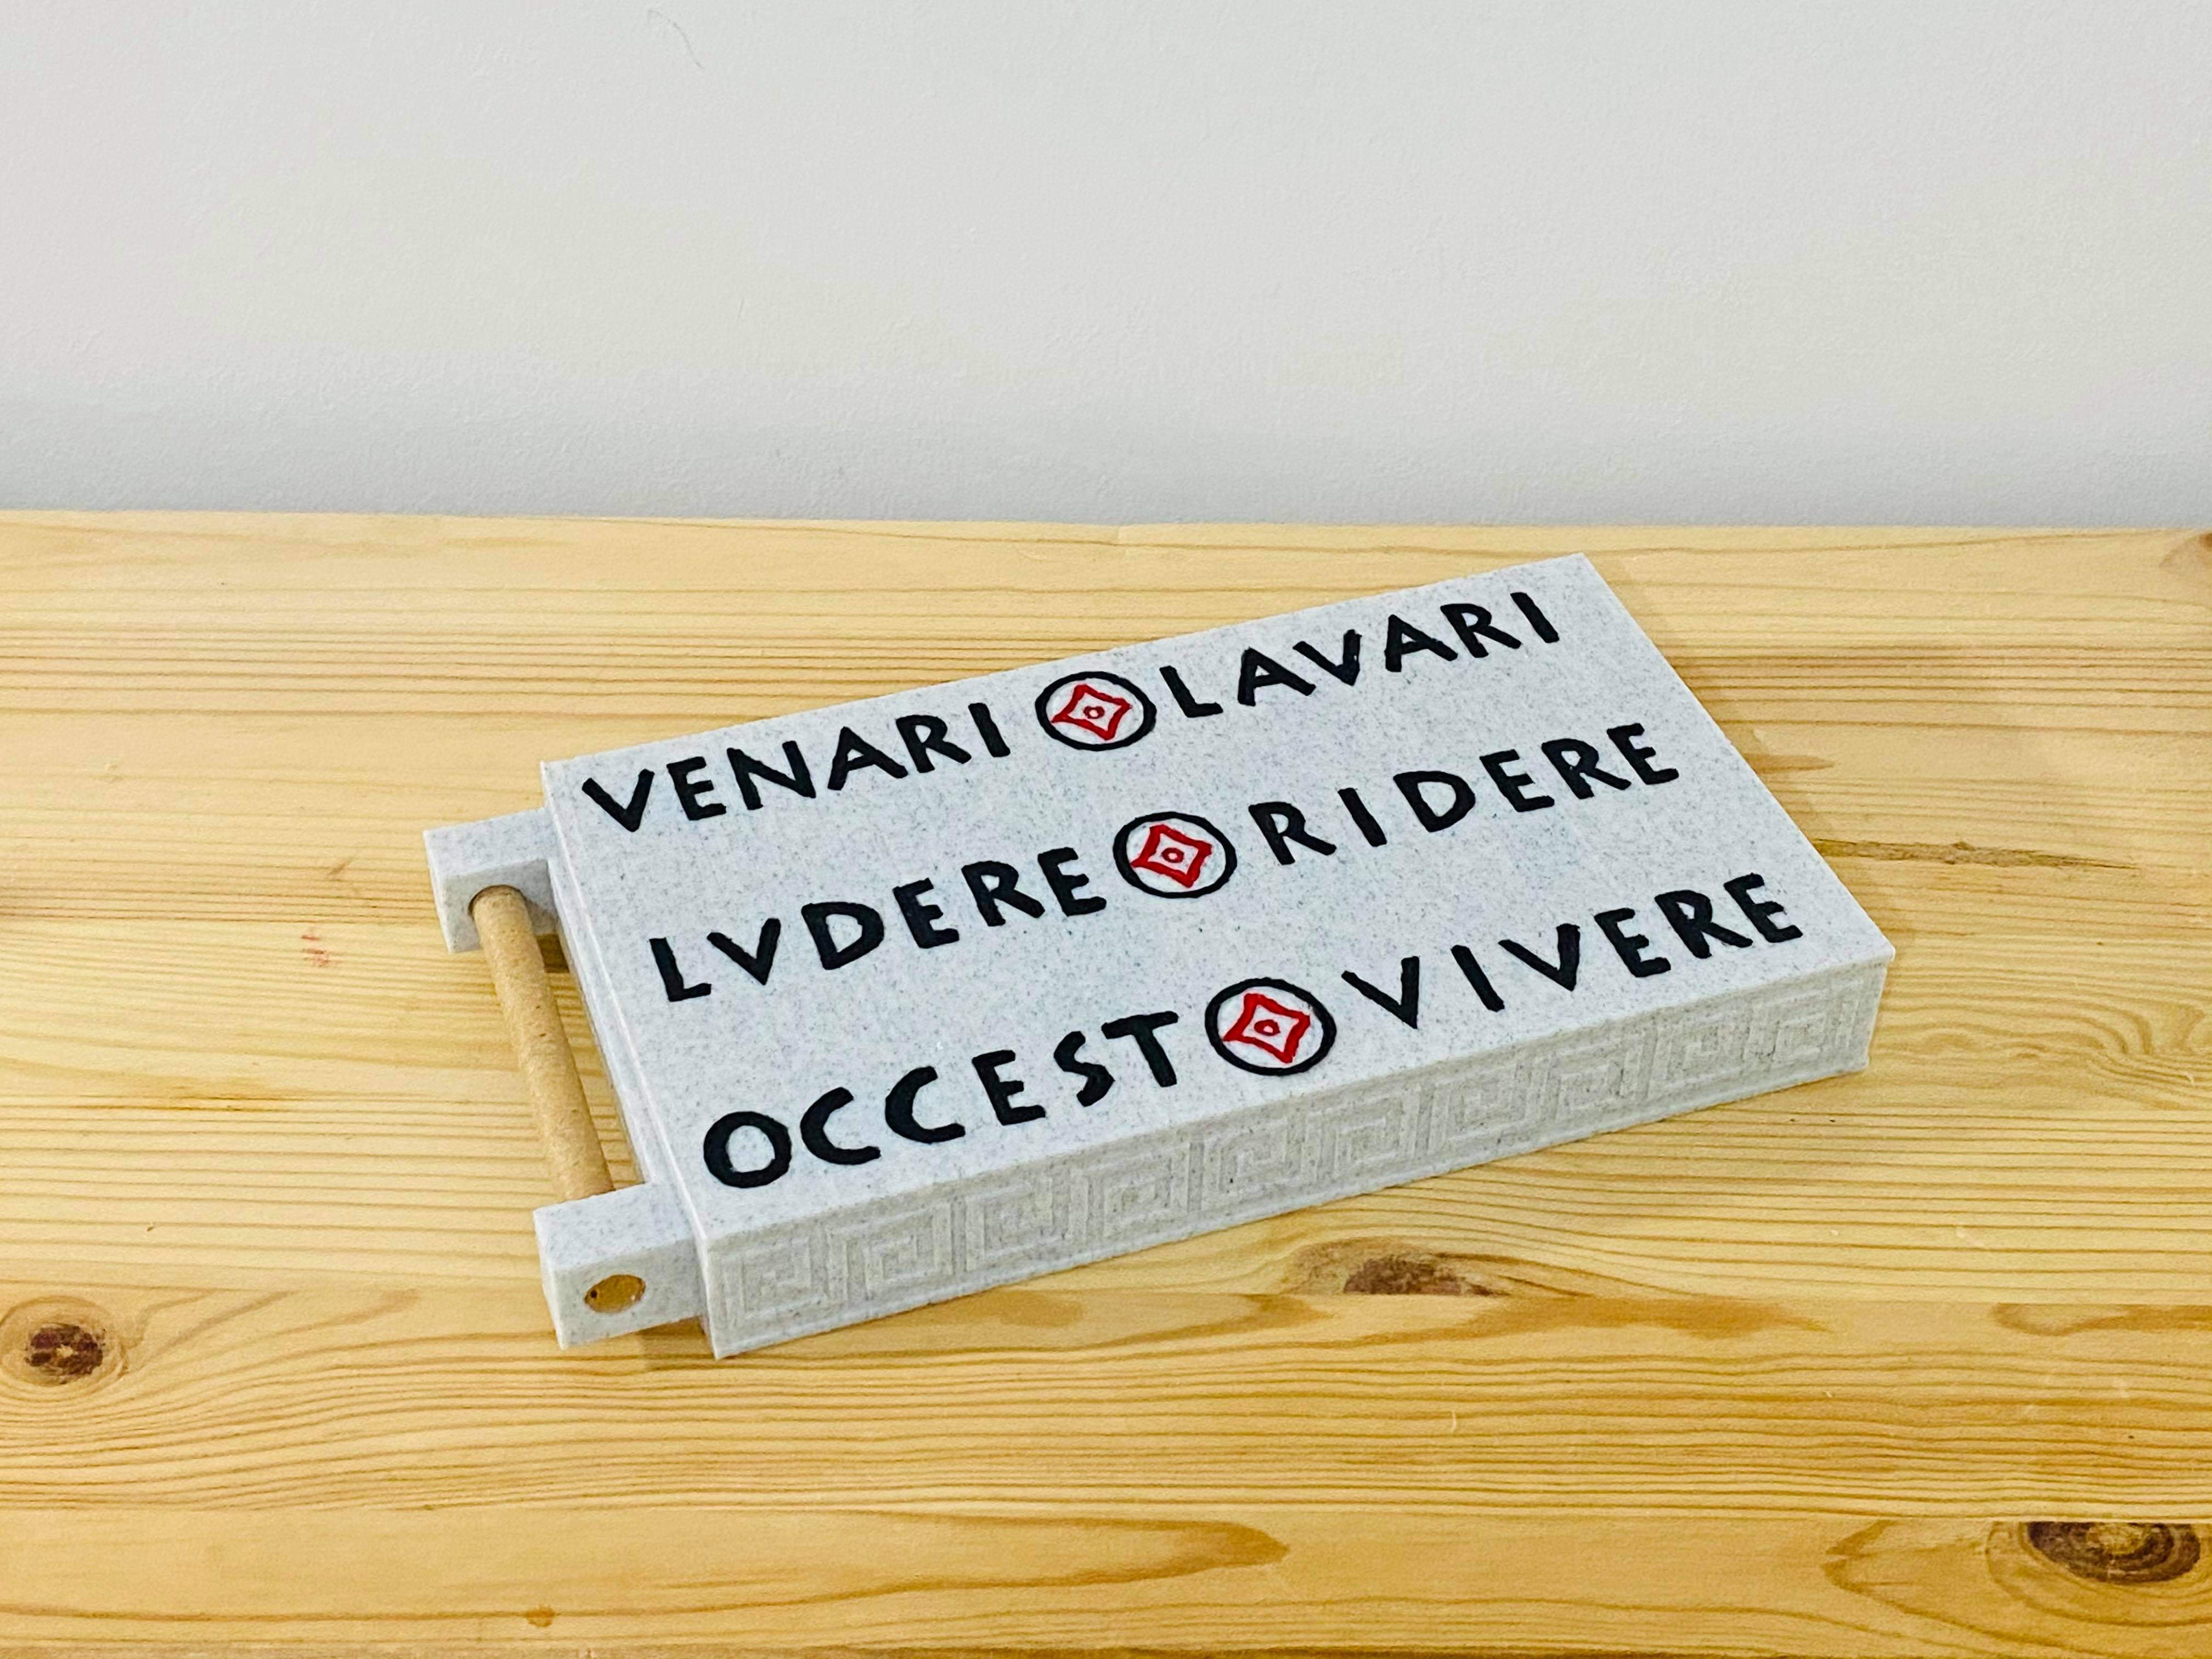 VENARI LAVARI
LVDERE RIDERE
OCCEST VIVERE